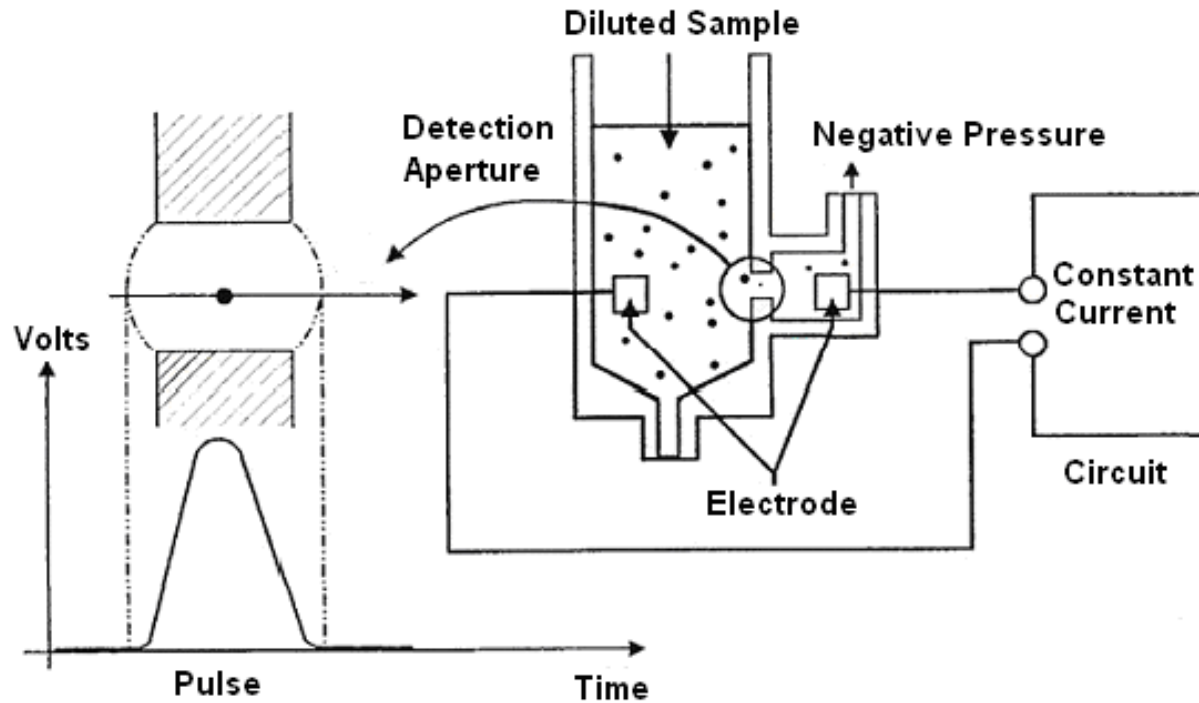 Diluted Sample
Detection
Aperture
Negative Pressure
Constant
Current
Volts
Electrode
Circuit
Pulse
Time